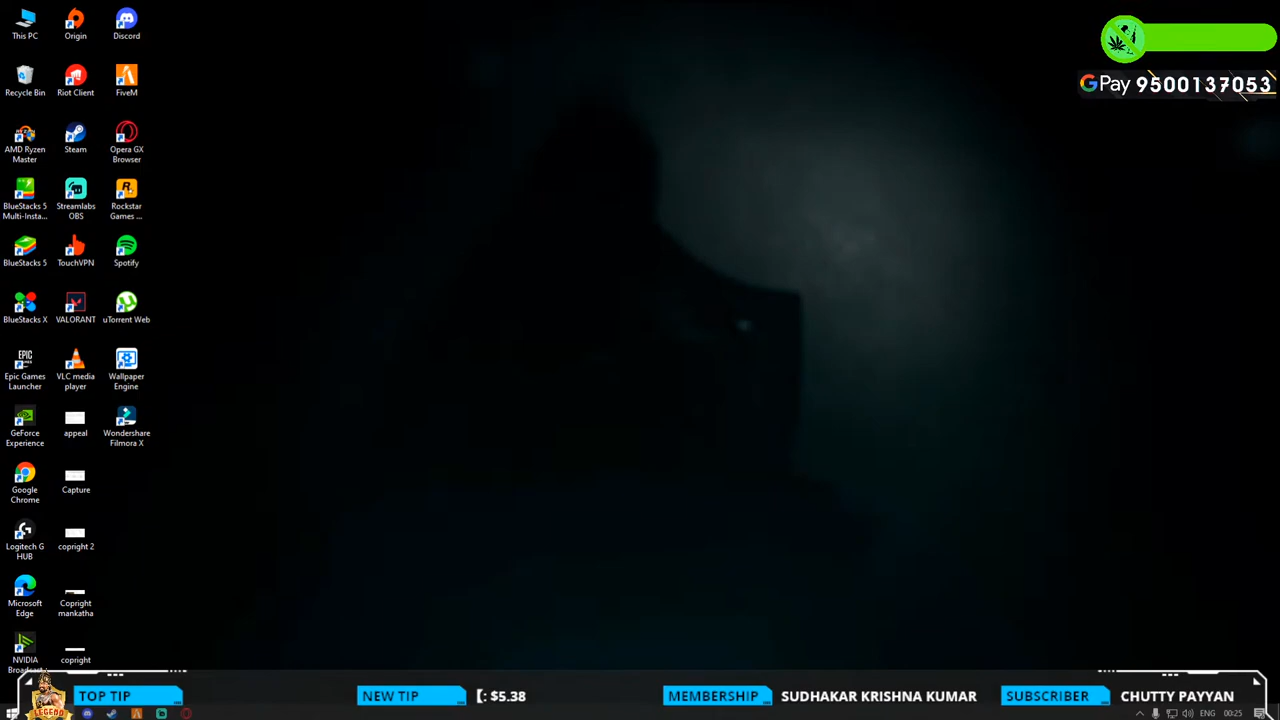 This PC
Origin
Discord
Recycle Bin
Riot Client
FiveM
AMD Ryzen
Master
Steam
Opera GX
Browser
BlueStacks 5
Multi-Insta...
Streamlabs
OBS
Rockstar
Games ...
BlueStacks 5
TouchVPN
Spotify
BlueStacks X
VALORANT
uTorrent Web
EPIC
GAMES
Epic Games
Launcher
VLC media
player
Wallpaper
Engine
GeForce
Experience
appeal
Wondershare
Filmora X
Google
Chrome
Capture
Logitech G
HUB
copright 2
Microsoft
Edge
Copright
mankatha
NVIDIA
Broadcast
copright
G Pay 9500137053
LEGEND
TOP TIP
NEW TIP
(: $5.38
MEMBERSHIP
SUDHAKAR KRISHNA KUMAR
SUBSCRIBER
CHUTTY PAYYAN
ENG
00:25